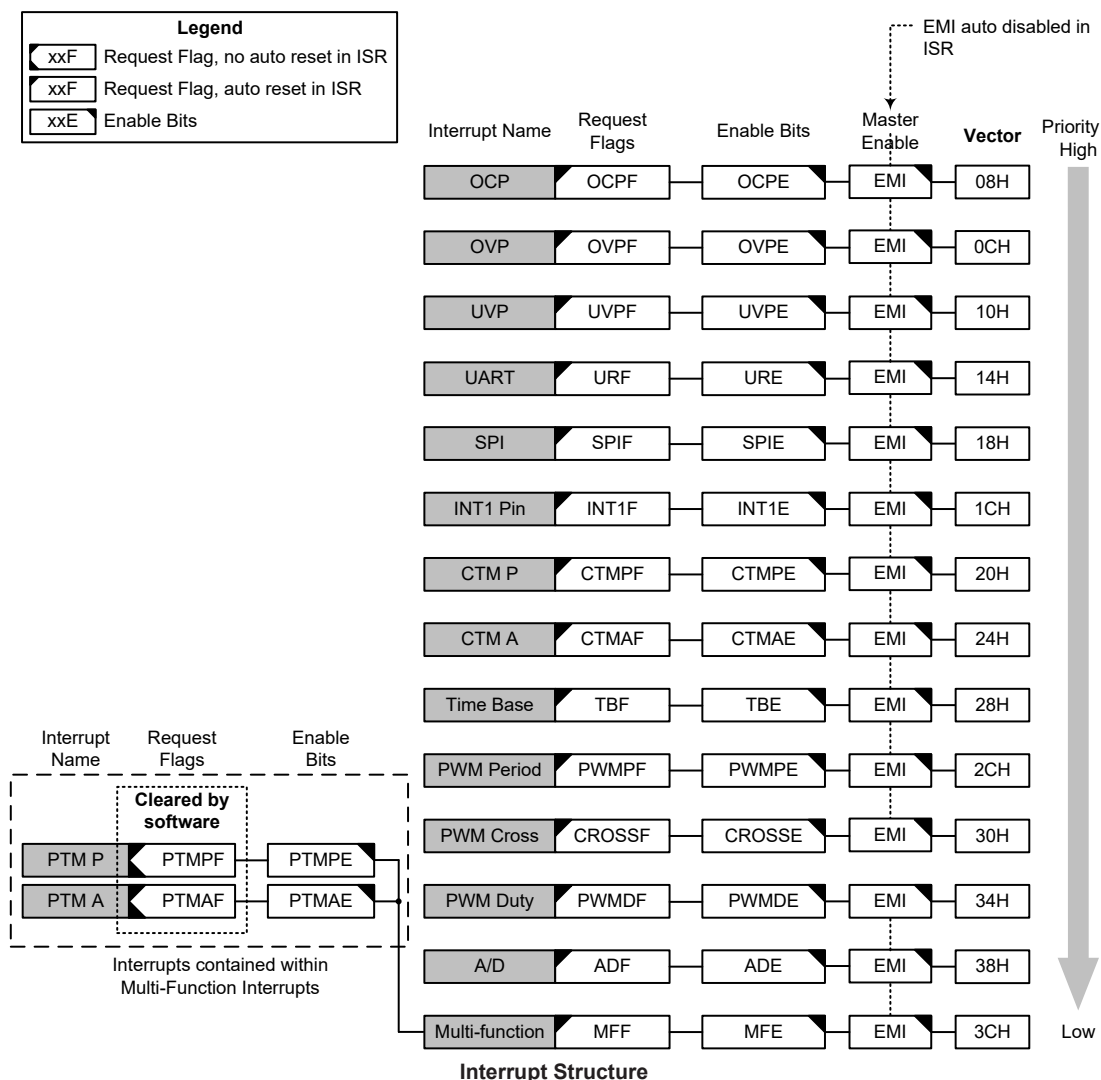 Legend
xxF Request Flag, no auto reset in ISR
xxF Request Flag, auto reset in ISR
xxE Enable Bits
EMI auto disabled in
ISR
Interrupt Name Request Flags Enable Bits Master Enable Vector Priority
High
OCP OCPF OCPE EMI 08H
OVP OVPF OVPE EMI 0CH
UVP UVPF UVPE EMI 10H
UART URF URE EMI 14H
SPI SPIF SPIE EMI 18H
INT1 Pin INT1F INT1E EMI 1CH
CTM P CTMPF CTMPE EMI 20H
CTM A CTMAF CTMAE EMI 24H
Time Base TBF TBE EMI 28H
PWM Period PWMPF PWMPE EMI 2CH
PWM Cross CROSSF CROSSE EMI 30H
PWM Duty PWMDF PWMDE EMI 34H
A/D ADF ADE EMI 38H
Multi-function MFF MFE EMI 3CH Low
Interrupt Name Request Flags Enable Bits
Cleared by
software
PTM P PTMPF PTMPE
PTM A PTMAF PTMAE
Interrupts contained within
Multi-Function Interrupts
Interrupt Structure